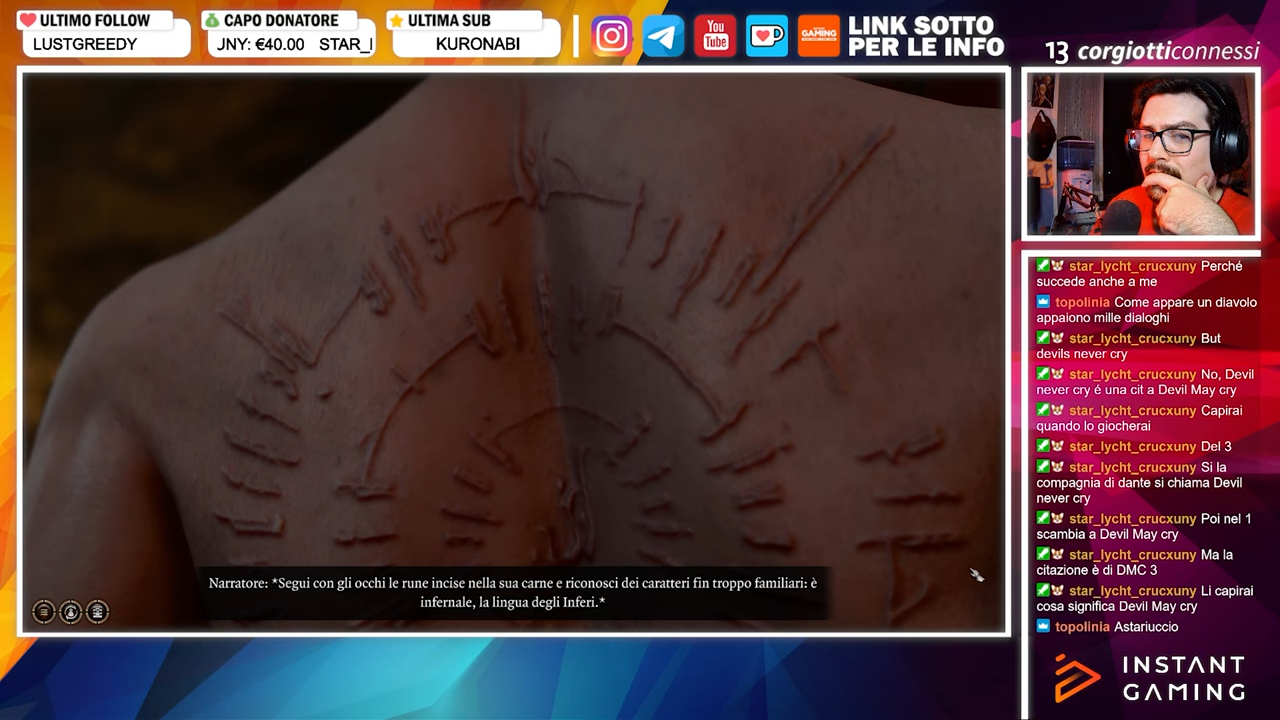 ULTIMO FOLLOW
LUSTGREEDY
CAPO DONATORE
JNY: €40.00 STAR_I
ULTIMA SUB
KURONABI
You
Tube
INSTANT
GAMING
LINK SOTTO
PER LE INFO
13 corgiotticonnessi
star_lycht_crucxuny Perché
succede anche a me
topolinia Come appare un diavolo
appaiono mille dialoghi
star_lycht_crucxuny But
devils never cry
star_lycht_crucxuny No, Devil
never cry é una cit a Devil May cry
star_lycht_crucxuny Capirai
quando lo giocherai
star_lycht_crucxuny Del 3
star_lycht_crucxuny Si la
compagnia di dante si chiama Devil
never cry
star_lycht_crucxuny Poi nel 1
scambia a Devil May cry
star_lycht_crucxuny Ma la
citazione è di DMC 3
star_lycht_crucxuny Li capirai
cosa significa Devil May cry
topolinia Astariuccio
Narratore: *Segui con gli occhi le rune incise nella sua carne e riconosci dei caratteri fin troppo familiari: è
infernale, la lingua degli Inferi.*
INSTANT
GAMING